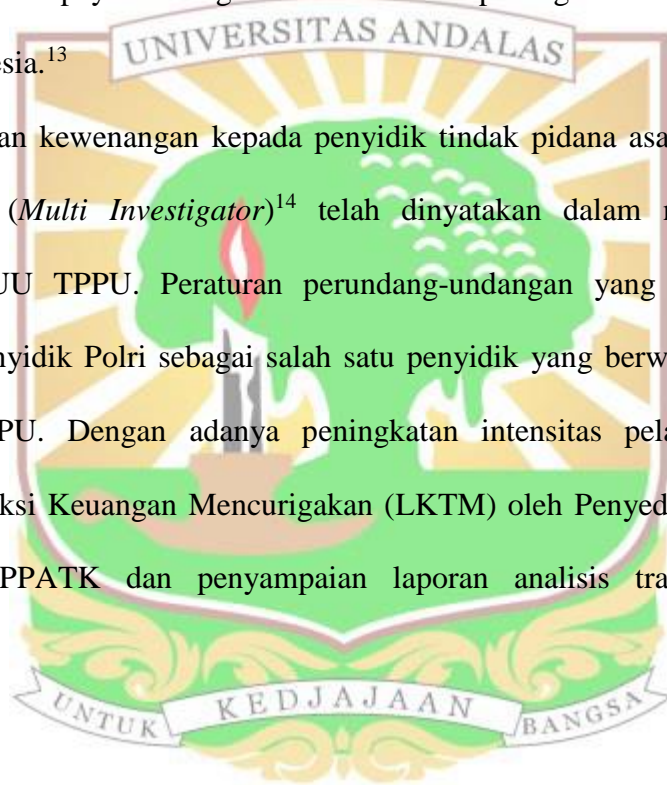 UNIVERSITAS ANDALAS
esia.13
an kewenangan kepada penyidik tindak pidana asa
(Multi Investigator)14 telah dinyatakan dalam
UU TPPU. Peraturan perundang-undangan yang
nyidik Polri sebagai salah satu penyidik yang berw
PU. Dengan adanya peningkatan intensitas pela
ksi Keuangan Mencurigakan (LKTM) oleh Penyed
PPATK dan penyampaian laporan analisis tra
UNTUK KEDJAJAAN BANGSA